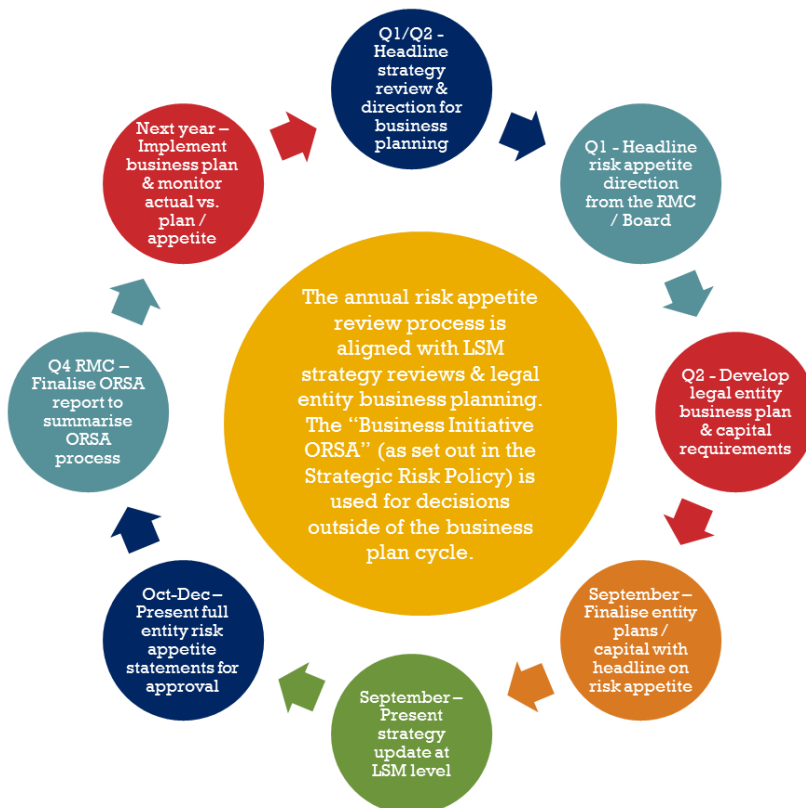 Q1/Q2 -
Headline
strategy
review &
direction for
business
planning
Q1 - Headline
risk appetite
direction
from the RMC
/ Board
Q2 - Develop
legal entity
business plan
& capital
requirements
September –
Finalise entity
plans /
capital with
headline on
risk appetite
September –
Present
strategy
update at
LSM level
Oct-Dec –
Present full
entity risk
appetite
statements for
approval
Q4 RMC –
Finalise ORSA
report to
summarise
ORSA
process
Next year –
Implement
business plan
& monitor
actual vs.
plan /
appetite
The annual risk appetite
review process is
aligned with LSM
strategy reviews & legal
entity business planning.
The “Business Initiative
ORSA” (as set out in the
Strategic Risk Policy) is
used for decisions
outside of the business
plan cycle.